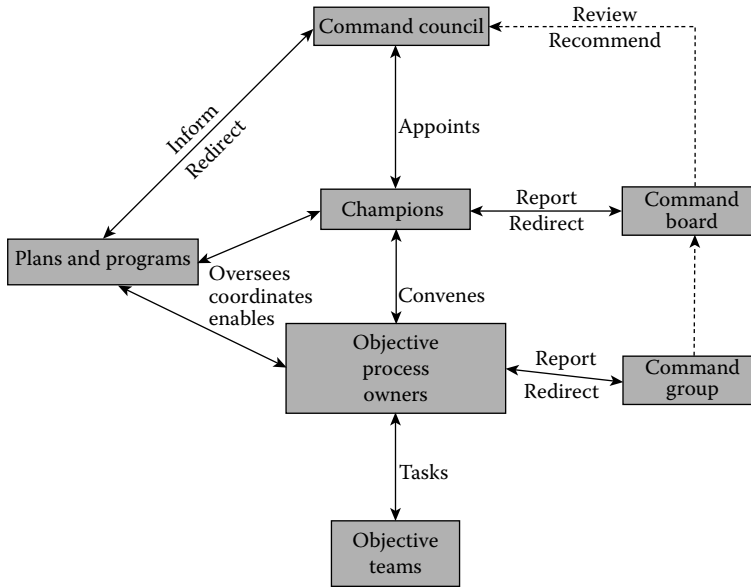 Command council
Review
Recommend
Inform
Redirect
Appoints
Champions
Report
Redirect
Command
board
Plans and programs
Oversees
coordinates
enables
Convenes
Objective
process
owners
Report
Redirect
Command
group
Tasks
Objective
teams